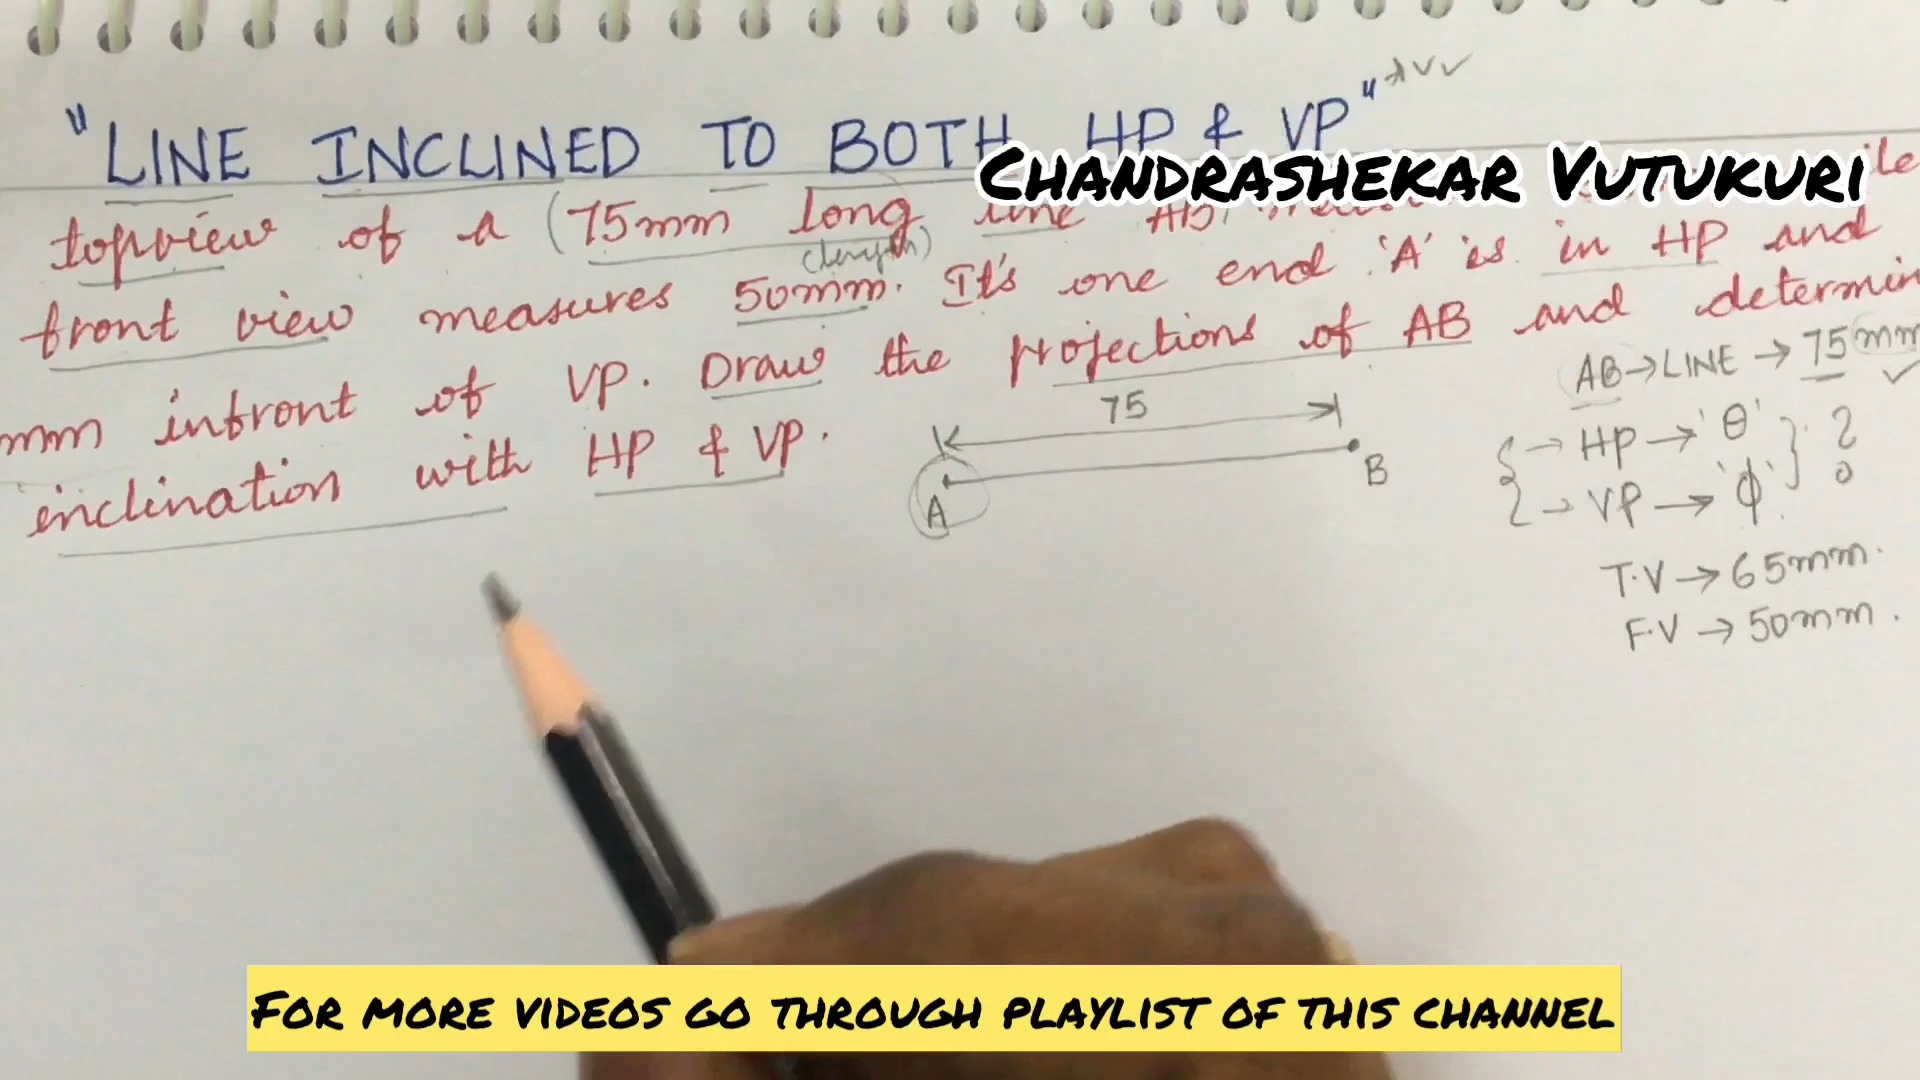 "LINE INCLINED TO BOTH HP & VP"
CHANDRASHEKAR VUTUKURI
topview of a (75mm long line AB,
(length)
front view measures 50mm. It's one end 'A' is in HP and
mm infront of VP. Draw the projections of AB and determin
inclination with HP & VP.
75
A
B
AB→LINE → 75mm
→ HP → 'θ'
→ VP → 'ϕ'
?
T.V → 65mm.
F.V → 50mm.
FOR MORE VIDEOS GO THROUGH PLAYLIST OF THIS CHANNEL